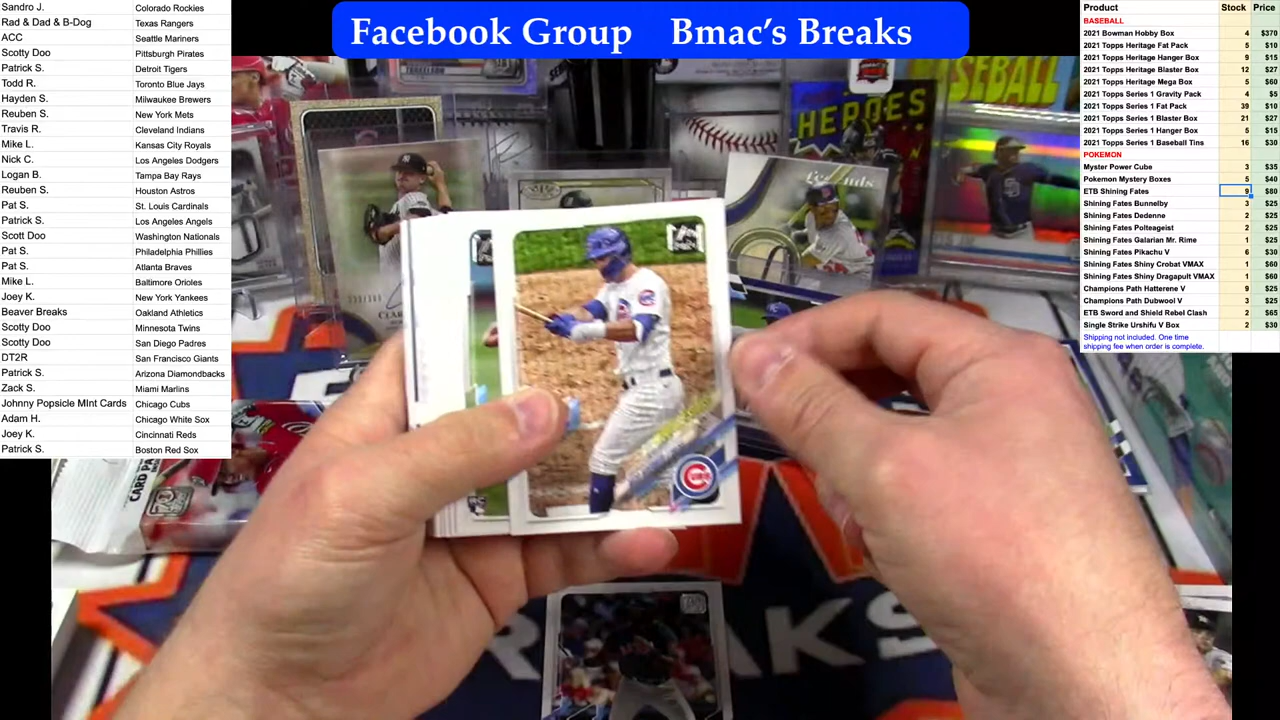 Sandro J. Colorado Rockies
Rad & Dad & B-Dog Texas Rangers
ACC Seattle Mariners
Scotty Doo Pittsburgh Pirates
Patrick S. Detroit Tigers
Todd R. Toronto Blue Jays
Hayden S. Milwaukee Brewers
Reuben S. New York Mets
Travis R. Cleveland Indians
Mike L. Kansas City Royals
Nick C. Los Angeles Dodgers
Logan B. Tampa Bay Rays
Reuben S. Houston Astros
Pat S. St. Louis Cardinals
Patrick S. Los Angeles Angels
Scott Doo Washington Nationals
Pat S. Philadelphia Phillies
Pat S. Atlanta Braves
Mike L. Baltimore Orioles
Joey K. New York Yankees
Beaver Breaks Oakland Athletics
Scotty Doo Minnesota Twins
Scotty Doo San Diego Padres
DT2R San Francisco Giants
Patrick S. Arizona Diamondbacks
Zack S. Miami Marlins
Johnny Popsicle MInt Cards Chicago Cubs
Adam H. Chicago White Sox
Joey K. Cincinnati Reds
Patrick S. Boston Red Sox
Facebook Group Bmac's Breaks
Product Stock Price
BASEBALL
2021 Bowman Hobby Box 4 $370
2021 Topps Heritage Fat Pack 5 $10
2021 Topps Heritage Hanger Box 9 $15
2021 Topps Heritage Blaster Box 12 $27
2021 Topps Heritage Mega Box 5 $60
2021 Topps Series 1 Gravity Pack 4 $5
2021 Topps Series 1 Fat Pack 39 $10
2021 Topps Series 1 Blaster Box 21 $27
2021 Topps Series 1 Hanger Box 5 $15
2021 Topps Series 1 Baseball Tins 16 $30
POKEMON
Myster Power Cube 3 $35
Pokemon Mystery Boxes 5 $40
ETB Shining Fates 9 $80
Shining Fates Bunnelby 3 $25
Shining Fates Dedenne 2 $25
Shining Fates Polteageist 2 $25
Shining Fates Galarian Mr. Rime 1 $25
Shining Fates Pikachu V 6 $30
Shining Fates Shiny Crobat VMAX 1 $60
Shining Fates Shiny Dragapult VMAX 1 $60
Champions Path Hatterene V 9 $25
Champions Path Dubwool V 3 $25
ETB Sword and Shield Rebel Clash 2 $65
Single Strike Urshifu V Box 2 $30
Shipping not included. One time
shipping fee when order is complete.
HEROES
BASEBALL
CARD